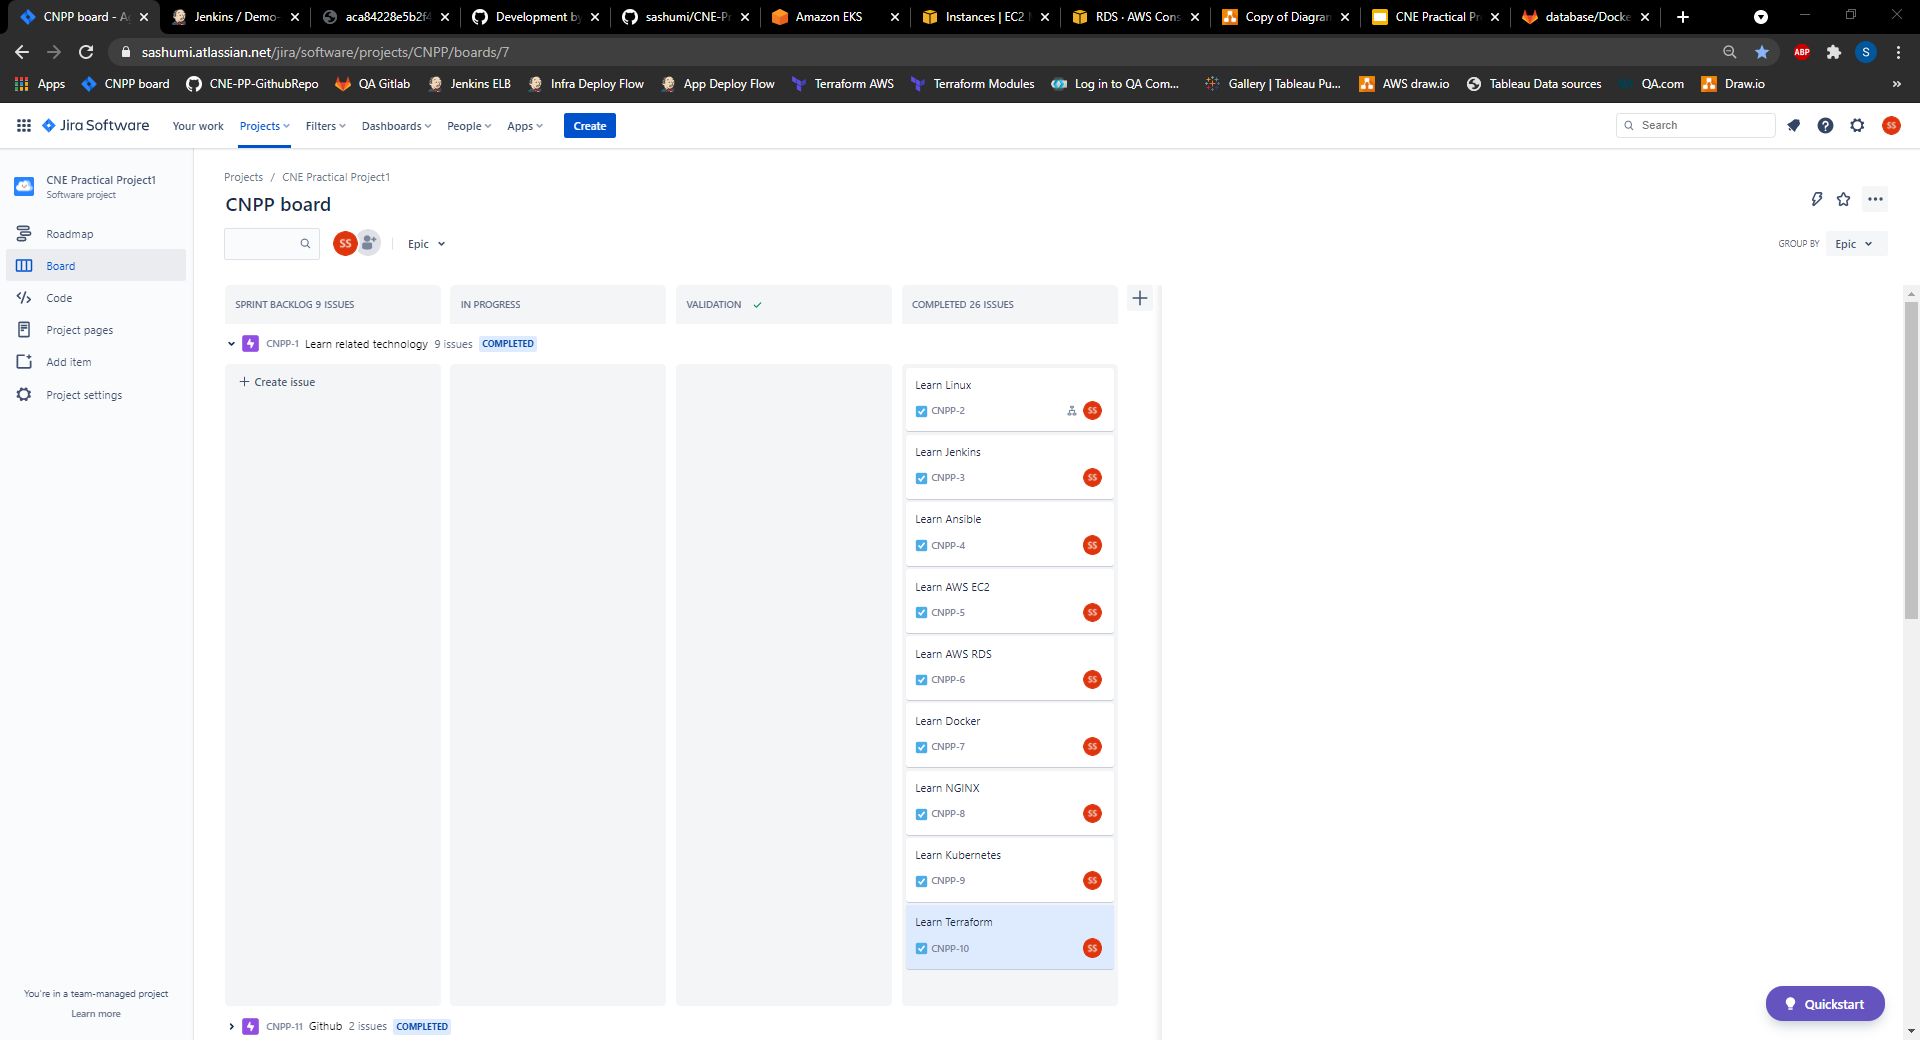 CNPP board - A
Jenkins / Demo-
aca84228e5b2f4
Development by
sashumi/CNE-Pr
Amazon EKS
Instances | EC2 M
RDS · AWS Cons
Copy of Diagram
CNE Practical Pr
database/Docke
sashumi.atlassian.net/jira/software/projects/CNPP/boards/7
ABP
S
Apps
CNPP board
CNE-PP-GithubRepo
QA Gitlab
Jenkins ELB
Infra Deploy Flow
App Deploy Flow
Terraform AWS
Terraform Modules
Log in to QA Com...
Gallery | Tableau Pu...
AWS draw.io
Tableau Data sources
QA.com
Draw.io
»
Jira Software
Your work
Projects
Filters
Dashboards
People
Apps
Create
Search
SS
CNE Practical Project1
Software project
Roadmap
Board
Code
Project pages
Add item
Project settings
You're in a team-managed project
Learn more
Projects / CNE Practical Project1
CNPP board
SS
Epic
GROUP BY Epic
SPRINT BACKLOG 9 ISSUES
IN PROGRESS
VALIDATION
COMPLETED 26 ISSUES
CNPP-1 Learn related technology 9 issues COMPLETED
+ Create issue
Learn Linux
CNPP-2 SS
Learn Jenkins
CNPP-3 SS
Learn Ansible
CNPP-4 SS
Learn AWS EC2
CNPP-5 SS
Learn AWS RDS
CNPP-6 SS
Learn Docker
CNPP-7 SS
Learn NGINX
CNPP-8 SS
Learn Kubernetes
CNPP-9 SS
Learn Terraform
CNPP-10 SS
CNPP-11 Github 2 issues COMPLETED
Quickstart